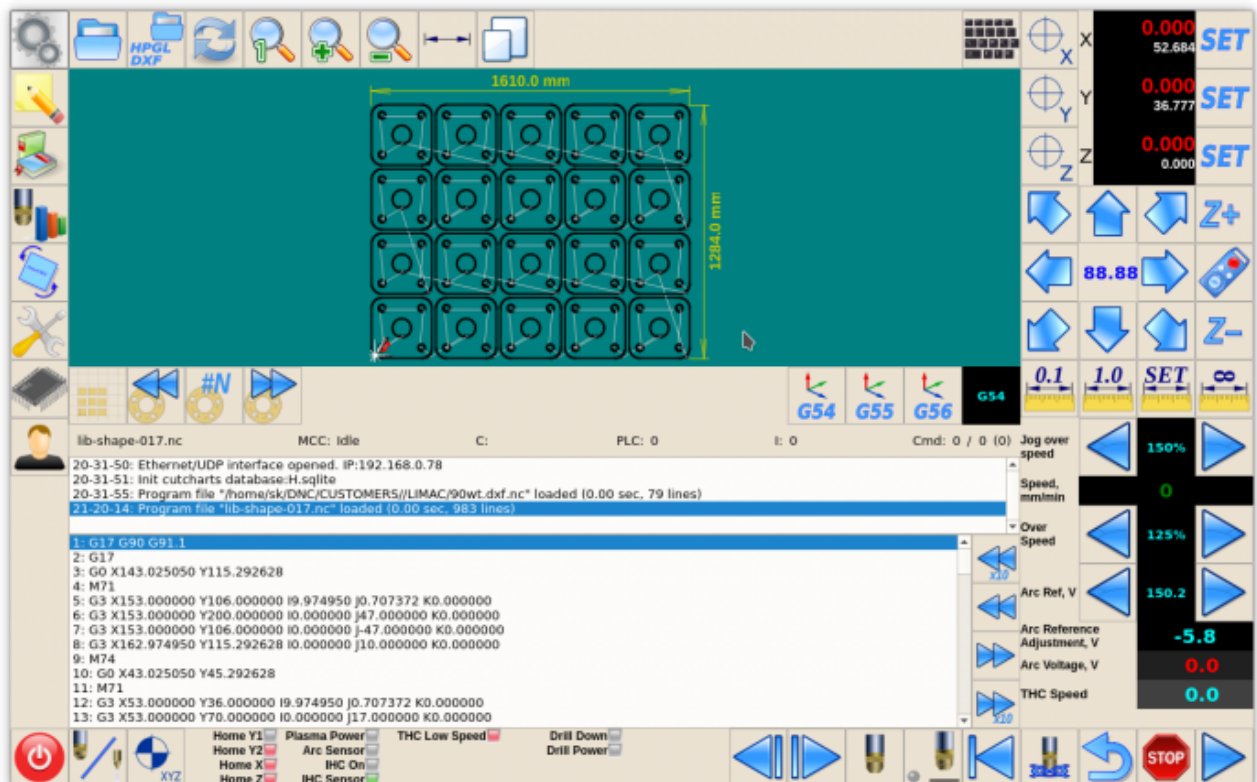 HPGL
DXF
1
X
X
0.000
52.684
SET
Y
Y
0.000
36.777
SET
Z
Z
0.000
0.000
SET
1610.0 mm
1284.0 mm
Z+
88.88
Z-
#N
G54
G55
G56
G54
0.1
1.0
SET
∞
lib-shape-017.nc MCC: Idle C: PLC: 0 I: 0 Cmd: 0 / 0 (0)
20-31-50: Ethernet/UDP interface opened. IP:192.168.0.78
20-31-51: Init cutcharts database:H.sqlite
20-31-55: Program file "/home/sk/DNC/CUSTOMERS//LIMAC/90wt.dxf.nc" loaded (0.00 sec, 79 lines)
21-20-14: Program file "lib-shape-017.nc" loaded (0.00 sec, 983 lines)
1: G17 G90 G91.1
2: G17
3: G0 X143.025050 Y115.292628
4: M71
5: G3 X153.000000 Y106.000000 I9.974950 J0.707372 K0.000000
6: G3 X153.000000 Y200.000000 I0.000000 J47.000000 K0.000000
7: G3 X153.000000 Y106.000000 I0.000000 J-47.000000 K0.000000
8: G3 X162.974950 Y115.292628 I0.000000 J10.000000 K0.000000
9: M74
10: G0 X43.025050 Y45.292628
11: M71
12: G3 X53.000000 Y36.000000 I9.974950 J0.707372 K0.000000
13: G3 X53.000000 Y70.000000 I0.000000 J17.000000 K0.000000
x10
x10
Jog over
speed
150%
Speed,
mm/min
0
Over
Speed
125%
Arc Ref, V
150.2
Arc Reference
Adjustment, V
-5.8
Arc Voltage, V
0.0
THC Speed
0.0
XYZ
Home Y1
Home Y2
Home X
Home Z
Plasma Power
Arc Sensor
IHC On
IHC Sensor
THC Low Speed
Drill Down
Drill Power
STOP